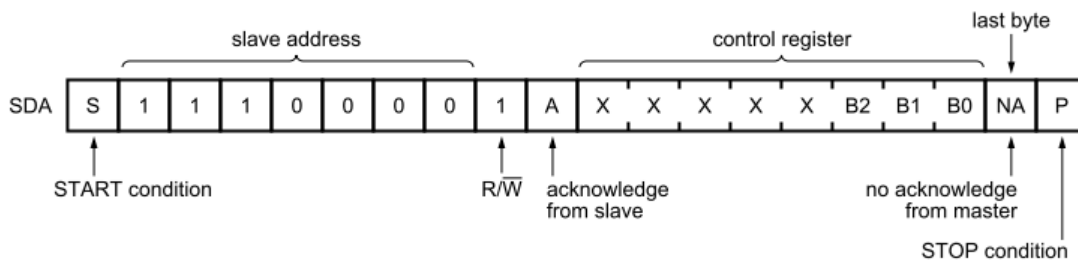 last byte
slave address
control register
SDA S 1 1 1 0 0 0 0 1 A X X X X X B2 B1 B0 NA P
START condition
R/W̅
acknowledge
from slave
no acknowledge
from master
STOP condition